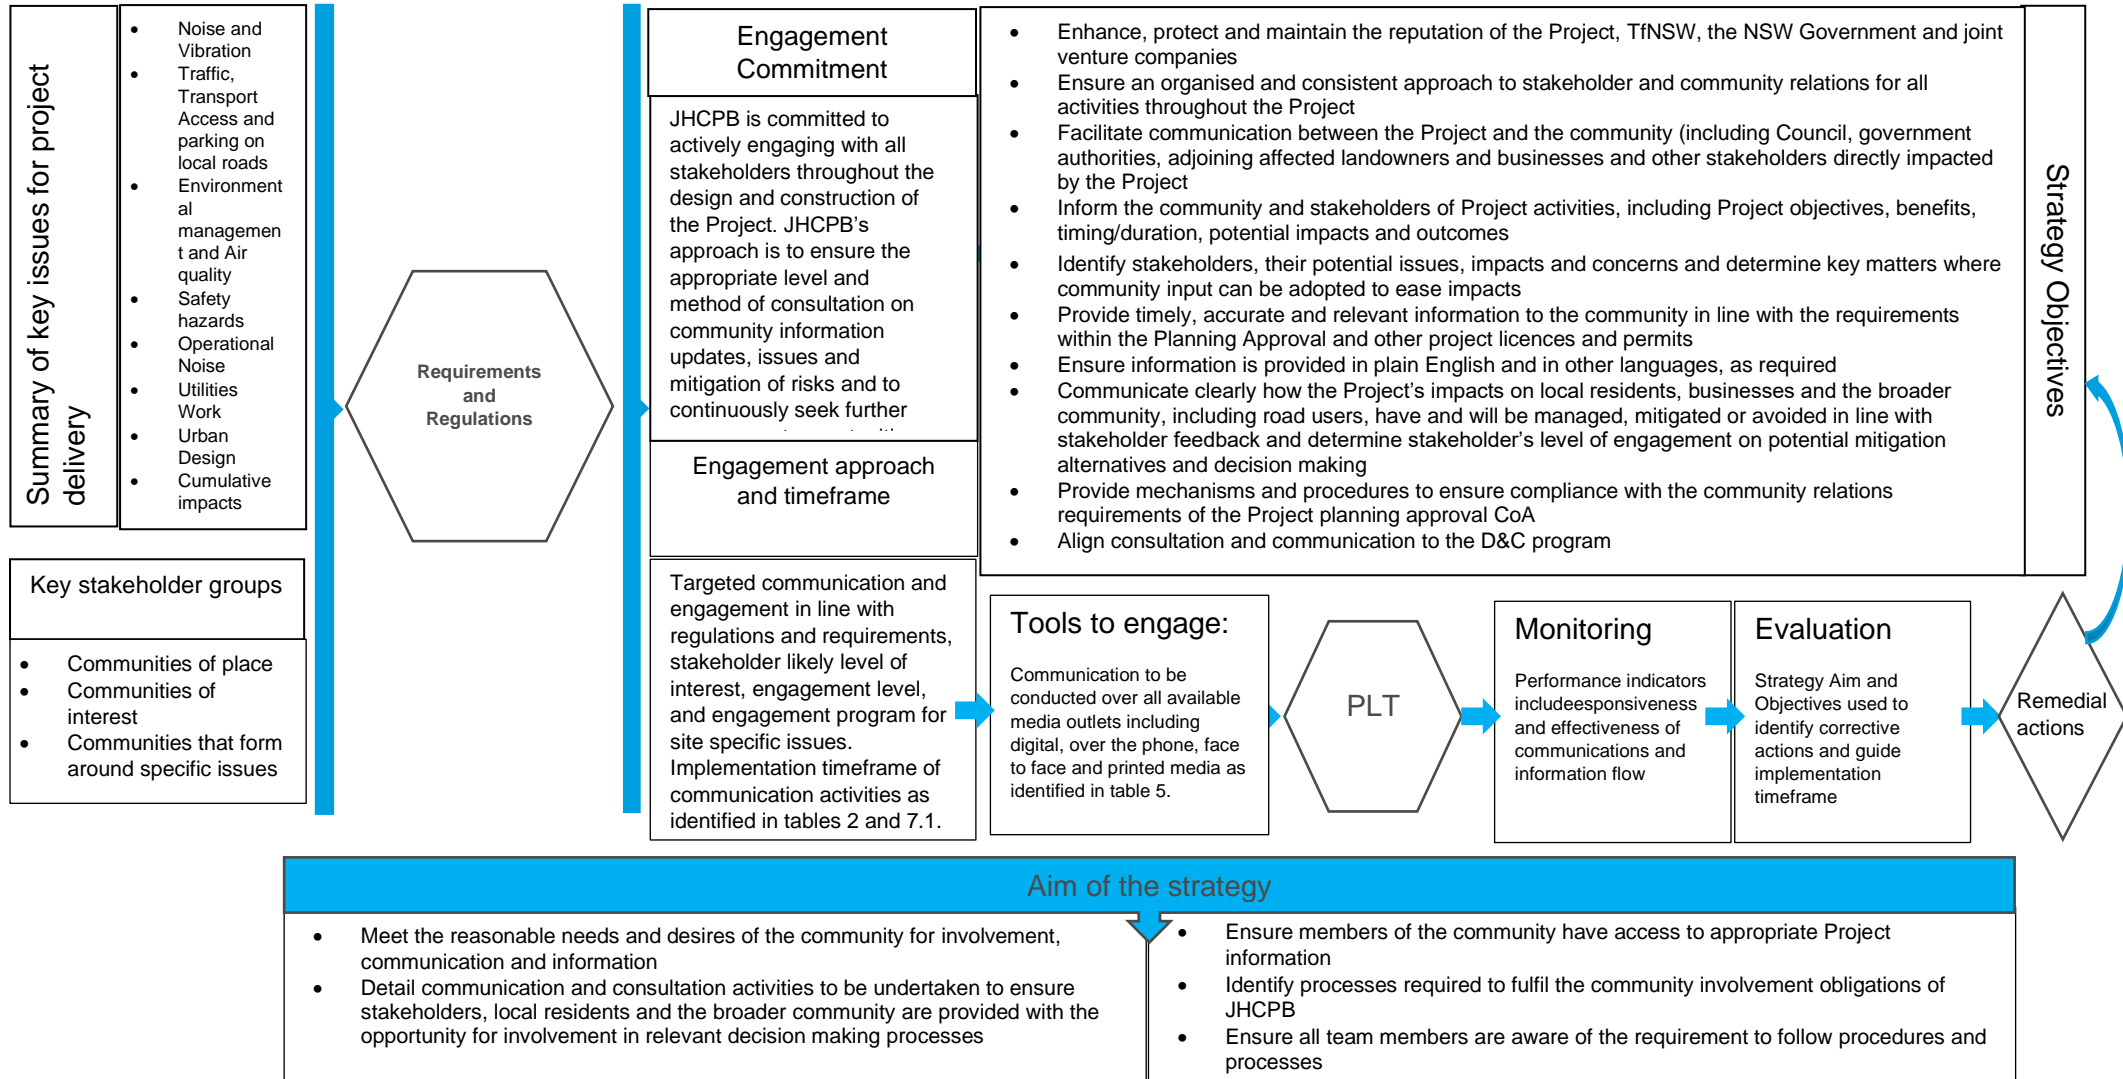 Summary of key issues for project
delivery
• Noise and
Vibration
• Traffic,
Transport
Access and
parking on
local roads
• Environment
al
managemen
t and Air
quality
• Safety
hazards
• Operational
Noise
• Utilities
Work
• Urban
Design
• Cumulative
impacts
Key stakeholder groups
• Communities of place
• Communities of
interest
• Communities that form
around specific issues
Requirements
and
Regulations
Engagement
Commitment
JHCPB is committed to
actively engaging with all
stakeholders throughout the
design and construction of
the Project. JHCPB’s
approach is to ensure the
appropriate level and
method of consultation on
community information
updates, issues and
mitigation of risks and to
continuously seek further
Engagement approach
and timeframe
Targeted communication and
engagement in line with
regulations and requirements,
stakeholder likely level of
interest, engagement level,
and engagement program for
site specific issues.
Implementation timeframe of
communication activities as
identified in tables 2 and 7.1.
• Enhance, protect and maintain the reputation of the Project, TfNSW, the NSW Government and joint
venture companies
• Ensure an organised and consistent approach to stakeholder and community relations for all
activities throughout the Project
• Facilitate communication between the Project and the community (including Council, government
authorities, adjoining affected landowners and businesses and other stakeholders directly impacted
by the Project
• Inform the community and stakeholders of Project activities, including Project objectives, benefits,
timing/duration, potential impacts and outcomes
• Identify stakeholders, their potential issues, impacts and concerns and determine key matters where
community input can be adopted to ease impacts
• Provide timely, accurate and relevant information to the community in line with the requirements
within the Planning Approval and other project licences and permits
• Ensure information is provided in plain English and in other languages, as required
• Communicate clearly how the Project’s impacts on local residents, businesses and the broader
community, including road users, have and will be managed, mitigated or avoided in line with
stakeholder feedback and determine stakeholder’s level of engagement on potential mitigation
alternatives and decision making
• Provide mechanisms and procedures to ensure compliance with the community relations
requirements of the Project planning approval CoA
• Align consultation and communication to the D&C program
Strategy Objectives
Tools to engage:
Communication to be
conducted over all available
media outlets including
digital, over the phone, face
to face and printed media as
identified in table 5.
PLT
Monitoring
Performance indicators
includeesponsiveness
and effectiveness of
communications and
information flow
Evaluation
Strategy Aim and
Objectives used to
identify corrective
actions and guide
implementation
timeframe
Remedial
actions
Aim of the strategy
• Meet the reasonable needs and desires of the community for involvement,
communication and information
• Detail communication and consultation activities to be undertaken to ensure
stakeholders, local residents and the broader community are provided with the
opportunity for involvement in relevant decision making processes
• Ensure members of the community have access to appropriate Project
information
• Identify processes required to fulfil the community involvement obligations of
JHCPB
• Ensure all team members are aware of the requirement to follow procedures and
processes